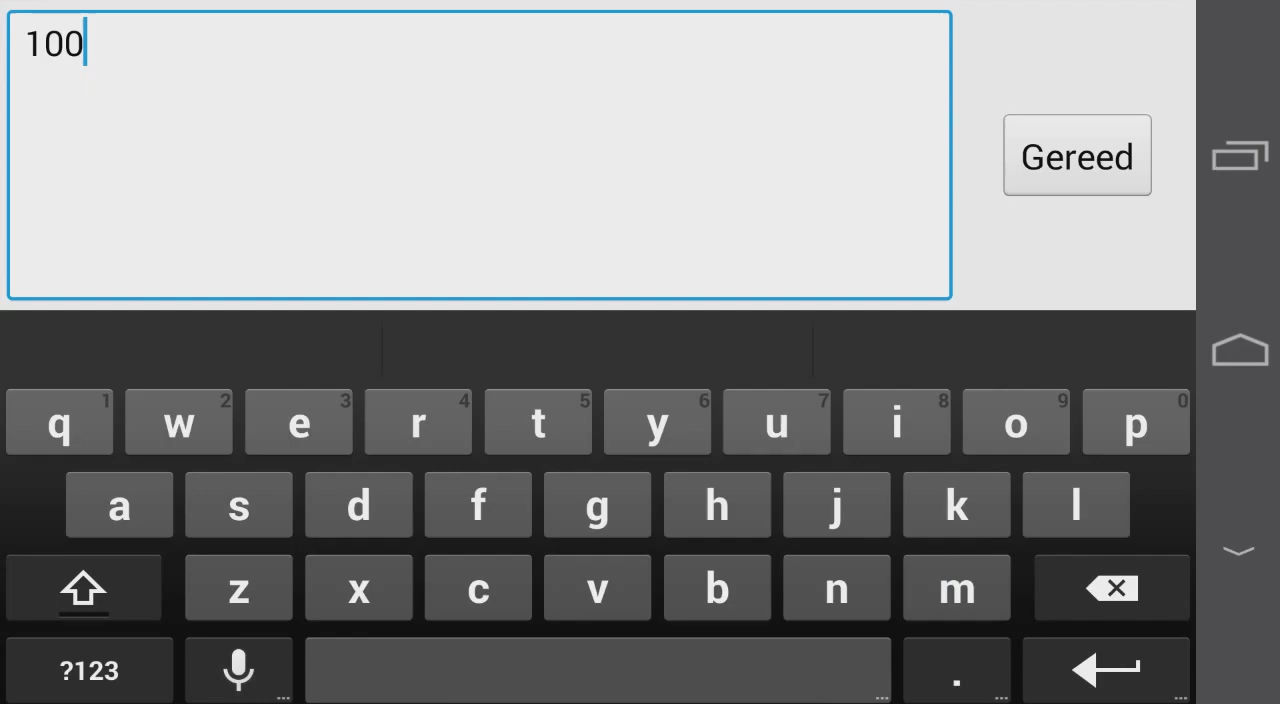 100
Gereed
q 1 w 2 e 3 r 4 t 5 y 6 u 7 i 8 o 9 p 0
a s d f g h j k l
z x c v b n m
?123 . ...